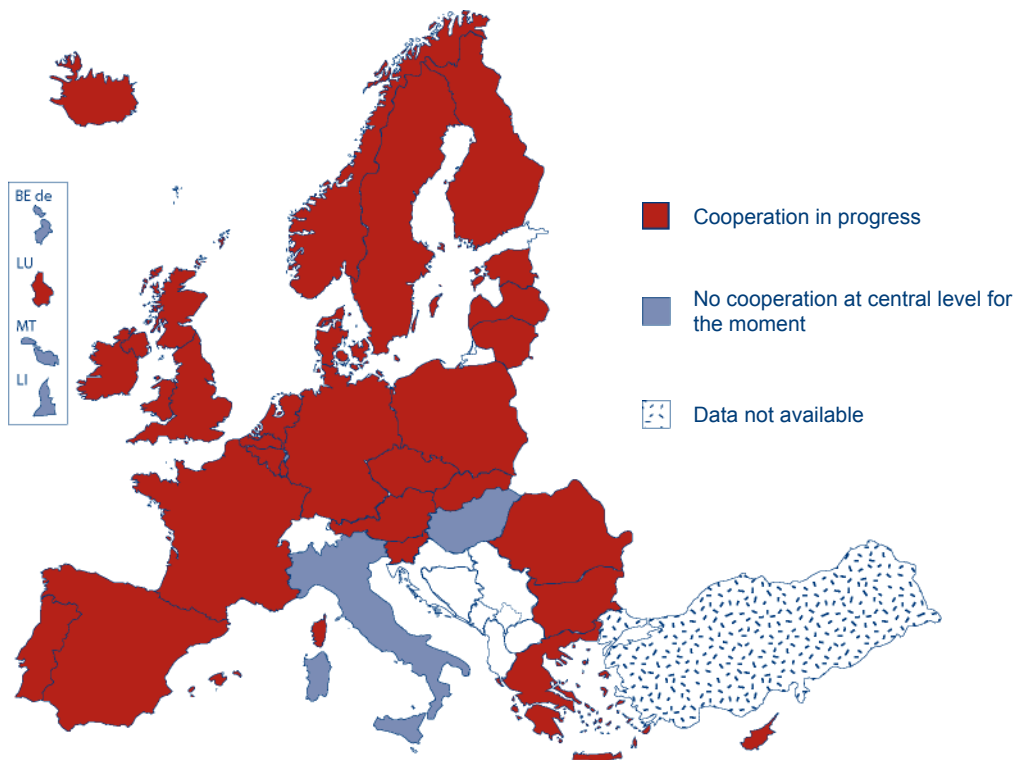 BE de
LU
MT
LI
Cooperation in progress
No cooperation at central level for
the moment
Data not available